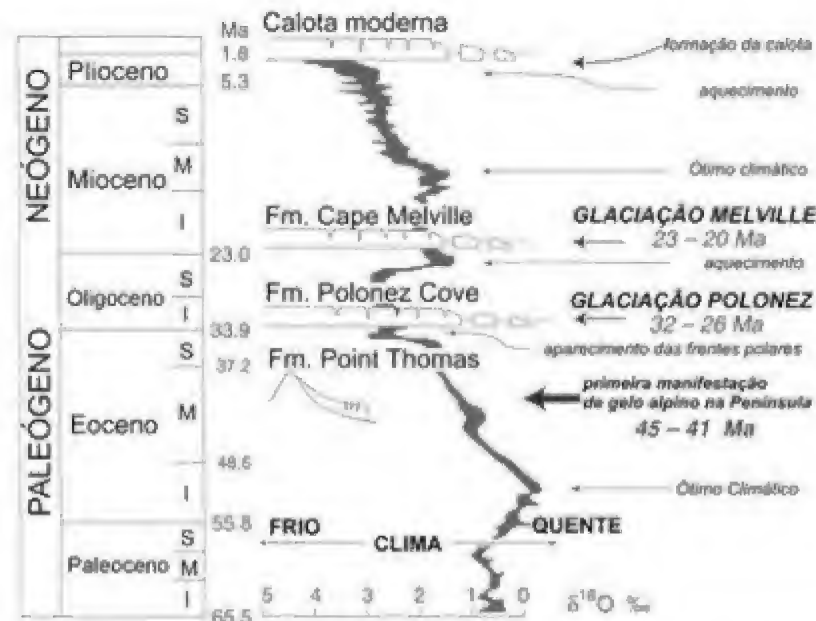 Ma
Calota moderna
1.8
formação da calota
Plioceno
5.3
aquecimento
NEÓGENO
S
Mioceno
M
Ótimo climático
I
Fm. Cape Melville
GLACIAÇÃO MELVILLE
23 – 20 Ma
23.0
aquecimento
Oligoceno
S
Fm. Polonez Cove
GLACIAÇÃO POLONEZ
I
32 – 26 Ma
33.9
aparecimento das frentes polares
PALEÓGENO
S
37.2
Fm. Point Thomas
primeira manifestação
de gelo alpino na Península
45 – 41 Ma
Eoceno
M
48.6
I
Ótimo Climático
55.8
FRIO
QUENTE
CLIMA
S
Paleoceno
M
I
65.5
5 4 3 2 1 0 δ¹⁸O ‰